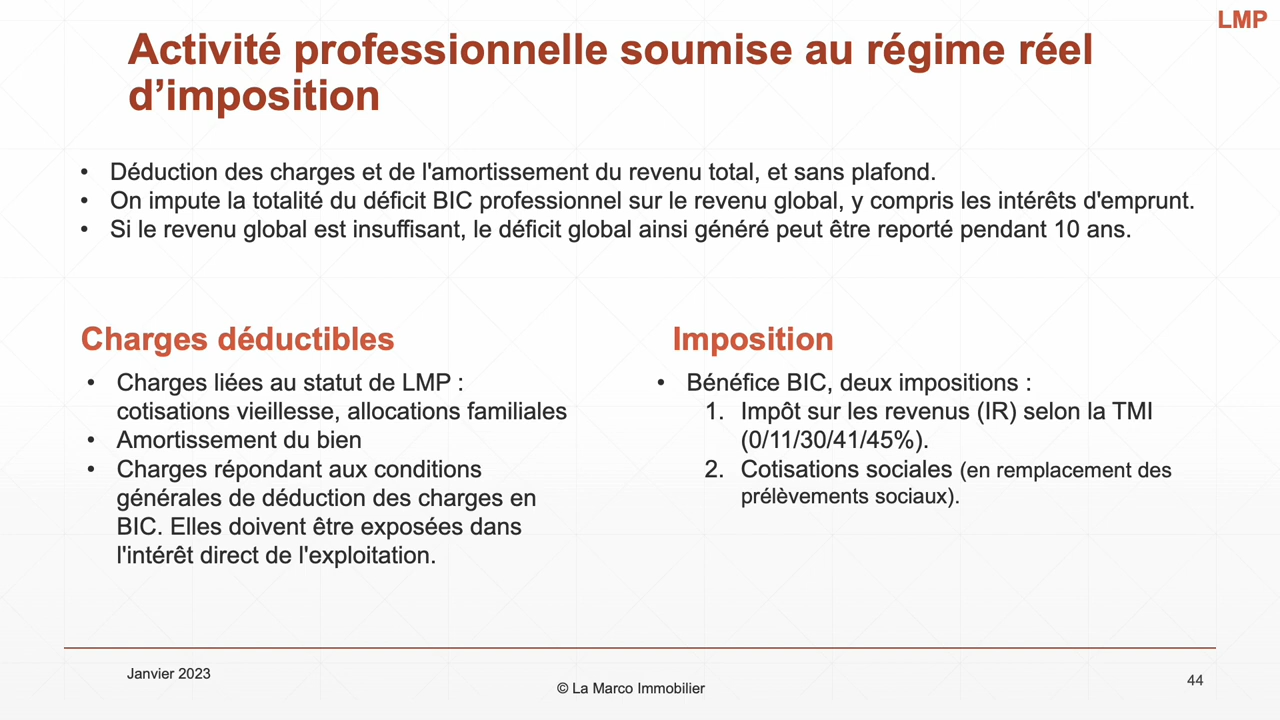 LMP
Activité professionnelle soumise au régime réel
d’imposition
• Déduction des charges et de l'amortissement du revenu total, et sans plafond.
• On impute la totalité du déficit BIC professionnel sur le revenu global, y compris les intérêts d'emprunt.
• Si le revenu global est insuffisant, le déficit global ainsi généré peut être reporté pendant 10 ans.
Charges déductibles
• Charges liées au statut de LMP :
cotisations vieillesse, allocations familiales
• Amortissement du bien
• Charges répondant aux conditions
générales de déduction des charges en
BIC. Elles doivent être exposées dans
l'intérêt direct de l'exploitation.
Imposition
• Bénéfice BIC, deux impositions :
1. Impôt sur les revenus (IR) selon la TMI
(0/11/30/41/45%).
2. Cotisations sociales (en remplacement des
prélèvements sociaux).
Janvier 2023
© La Marco Immobilier
44